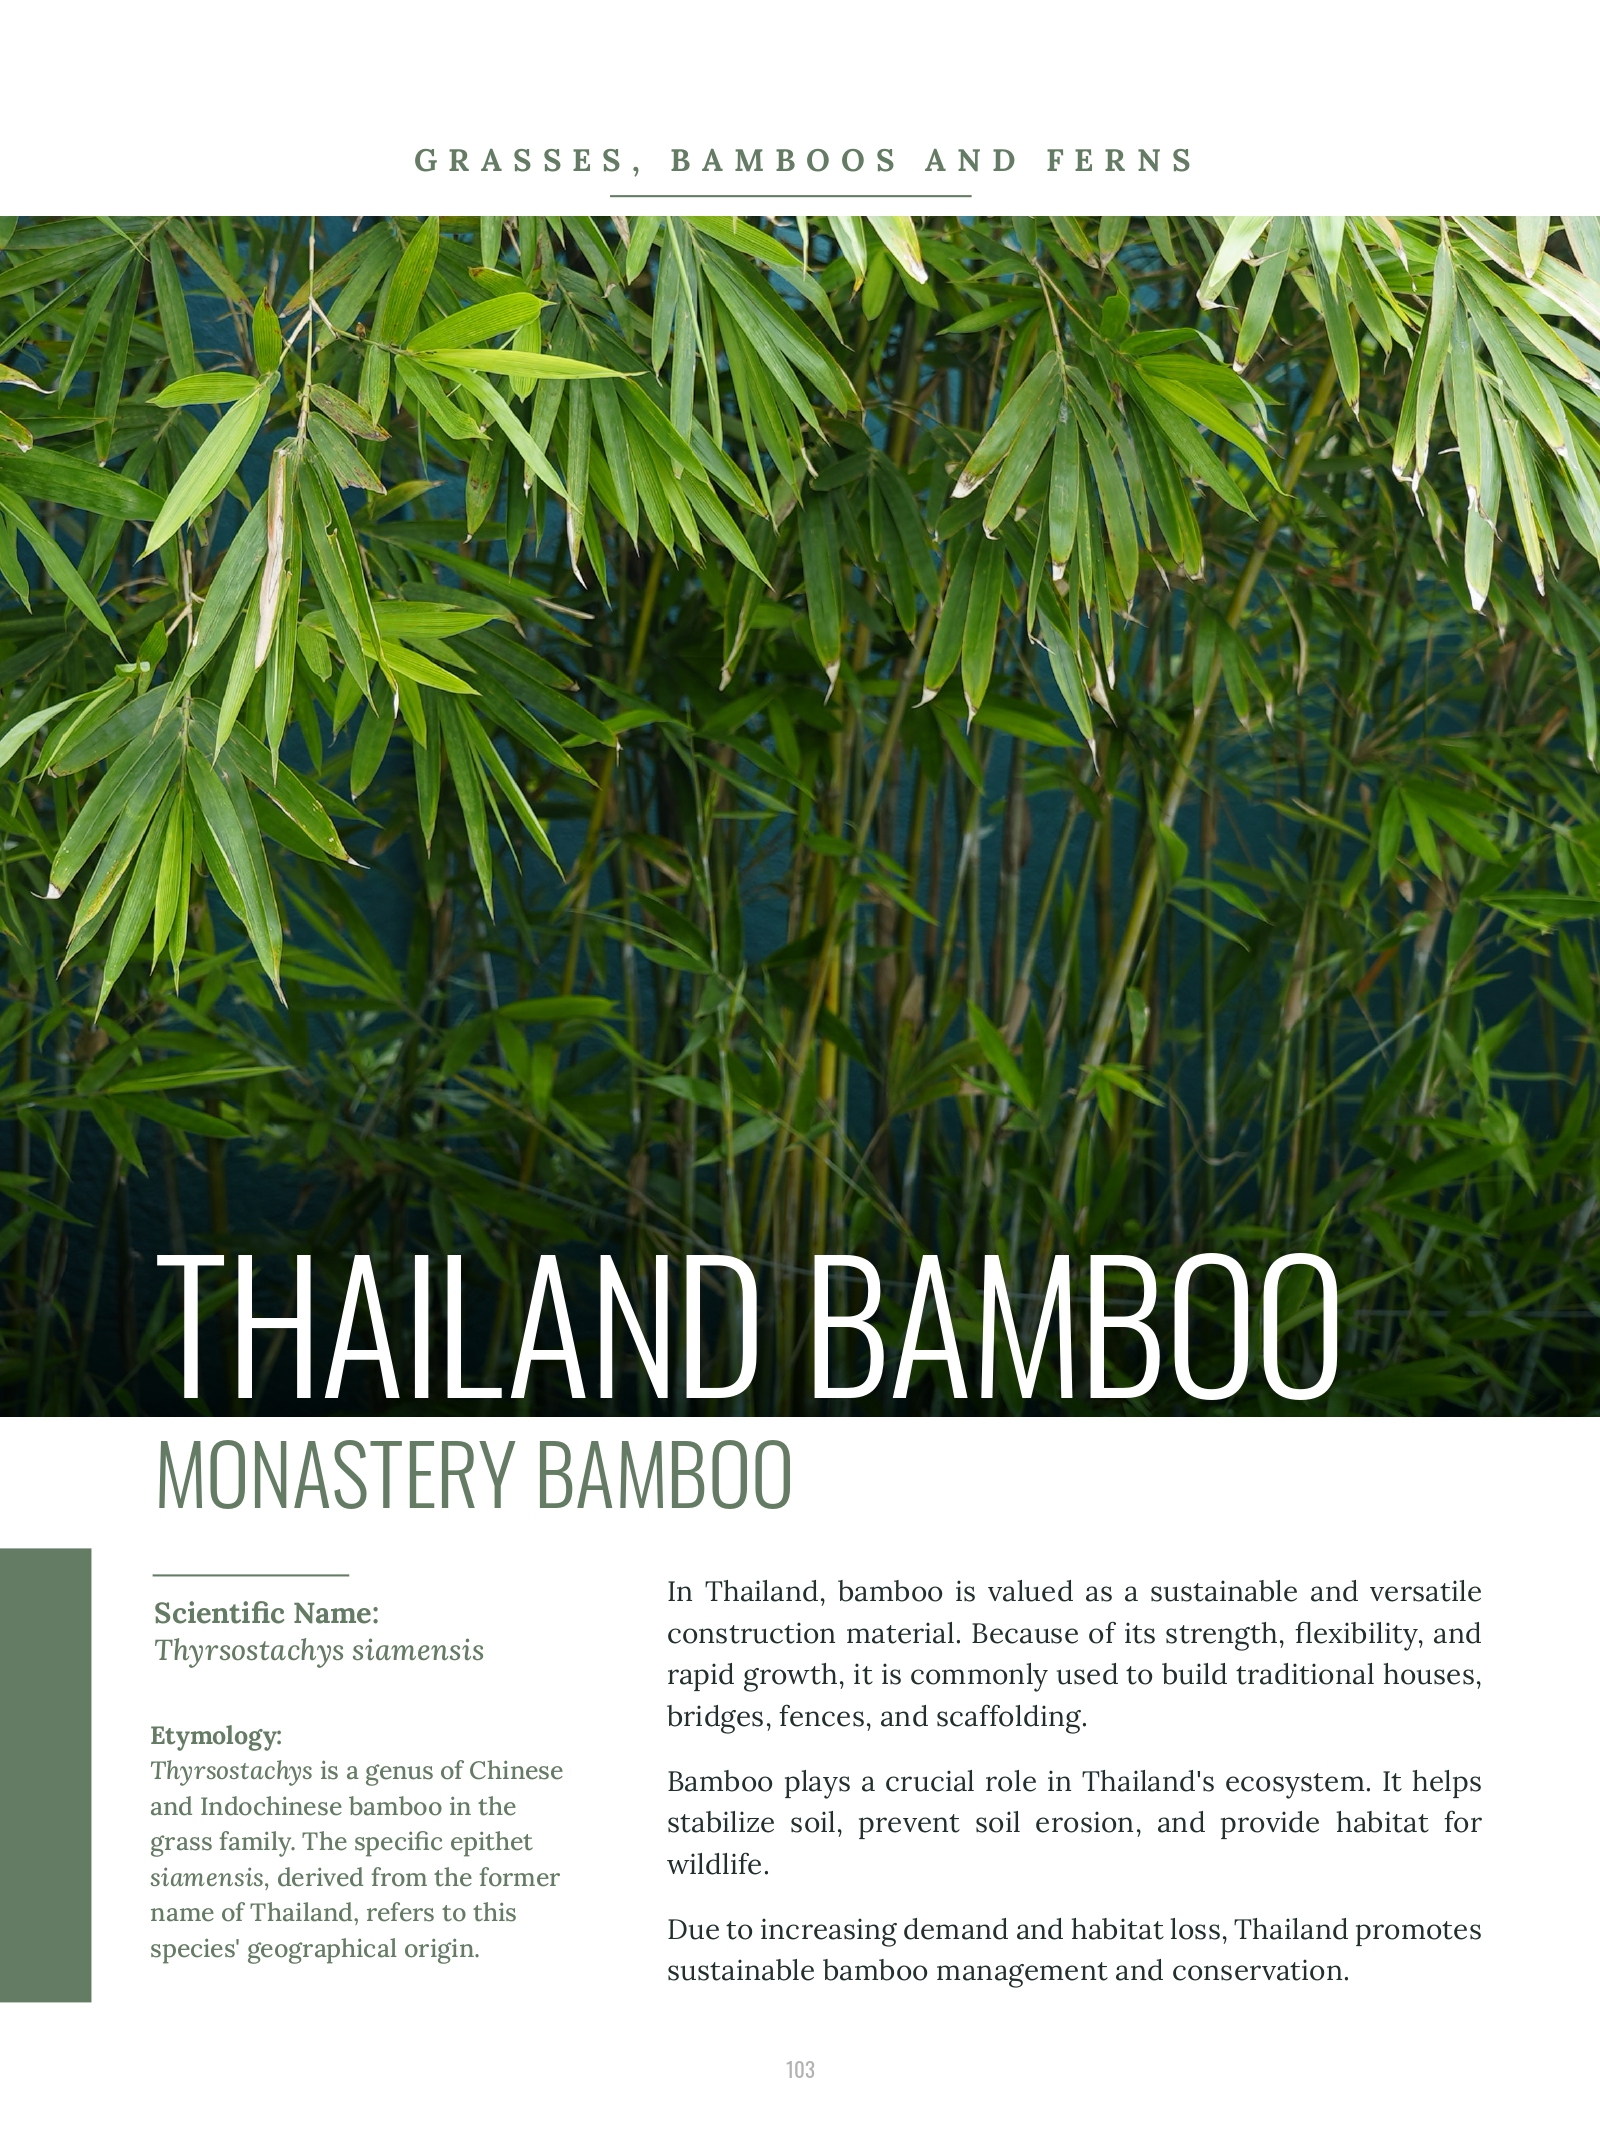 GRASSES, BAMBOOS AND FERNS
THAILAND BAMBOO
MONASTERY BAMBOO
Scientific Name:
Thyrsostachys siamensis
Etymology:
Thyrsostachys is a genus of Chinese
and Indochinese bamboo in the
grass family. The specific epithet
siamensis, derived from the former
name of Thailand, refers to this
species' geographical origin.
In Thailand, bamboo is valued as a sustainable and versatile
construction material. Because of its strength, flexibility, and
rapid growth, it is commonly used to build traditional houses,
bridges, fences, and scaffolding.
Bamboo plays a crucial role in Thailand's ecosystem. It helps
stabilize soil, prevent soil erosion, and provide habitat for
wildlife.
Due to increasing demand and habitat loss, Thailand promotes
sustainable bamboo management and conservation.
103